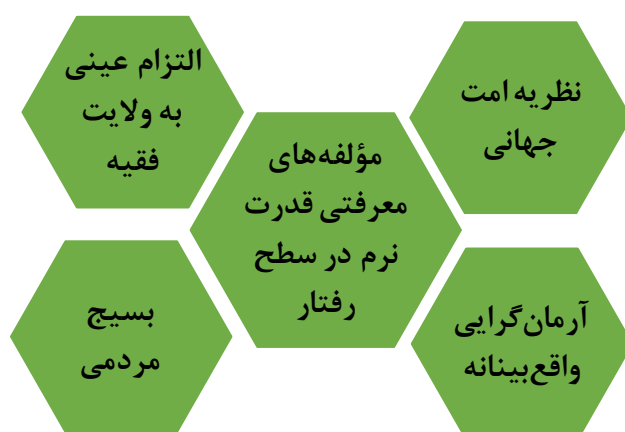 نظریه امت
جهانی
التزام عینی
به ولایت
فقیه
مؤلفه‌های
معرفتی قدرت
نرم در سطح
رفتار
آرمان‌گرایی
واقع‌بینانه
بسیج
مردمی